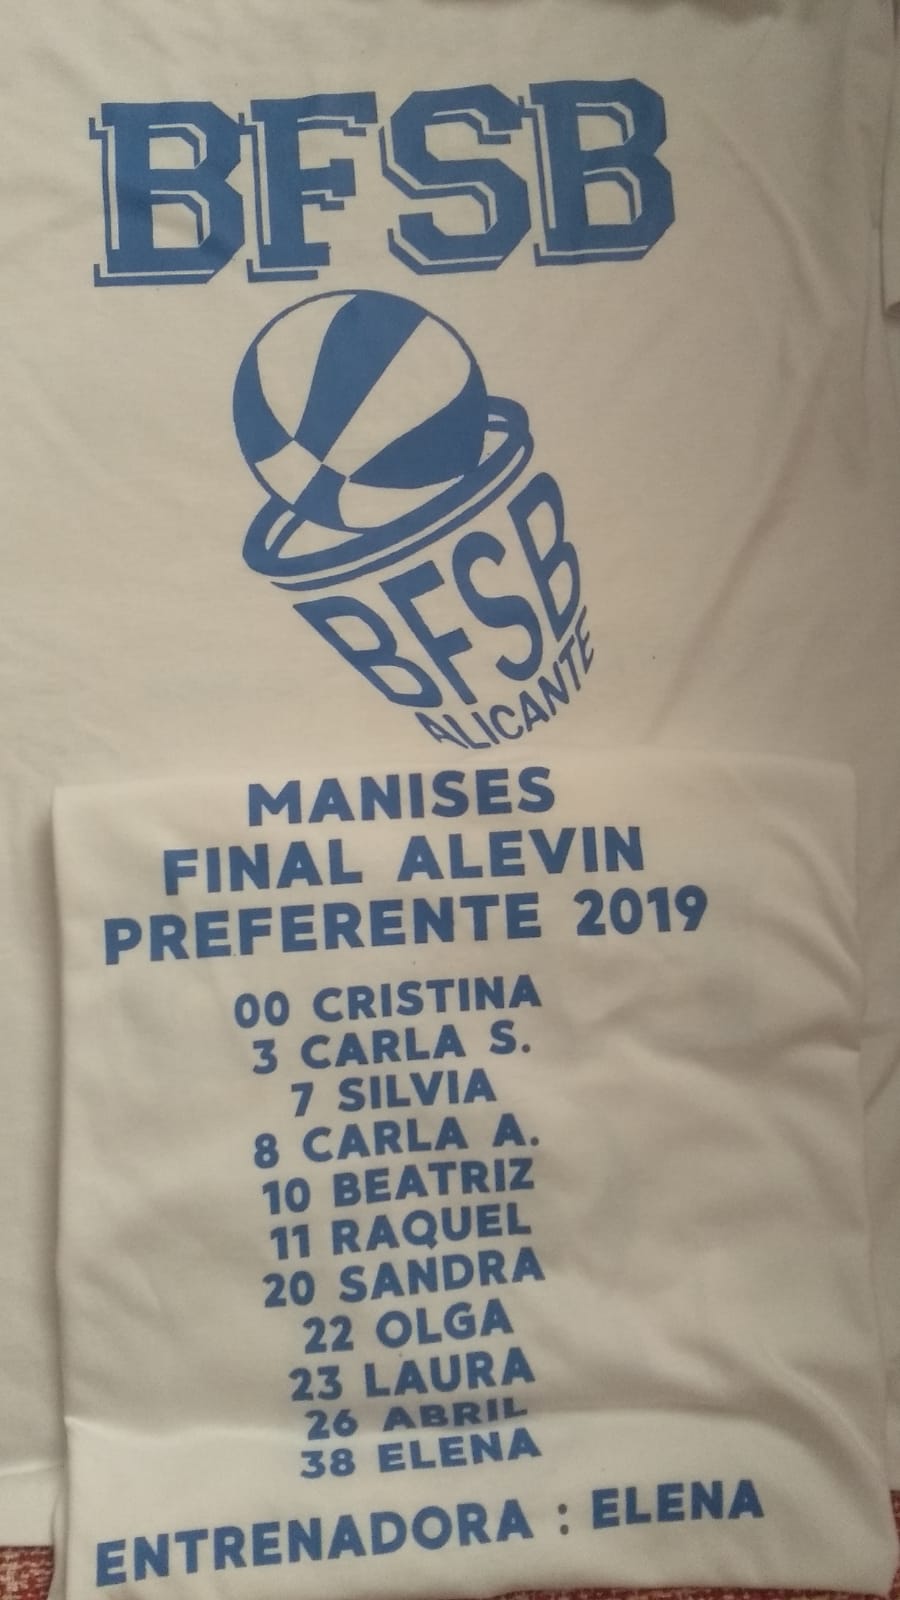 BFSB
BFSB
ALICANTE
MANISES
FINAL ALEVIN
PREFERENTE 2019
00 CRISTINA
3 CARLA S.
7 SILVIA
8 CARLA A.
10 BEATRIZ
11 RAQUEL
20 SANDRA
22 OLGA
23 LAURA
26 ABRIL
38 ELENA
ENTRENADORA : ELENA